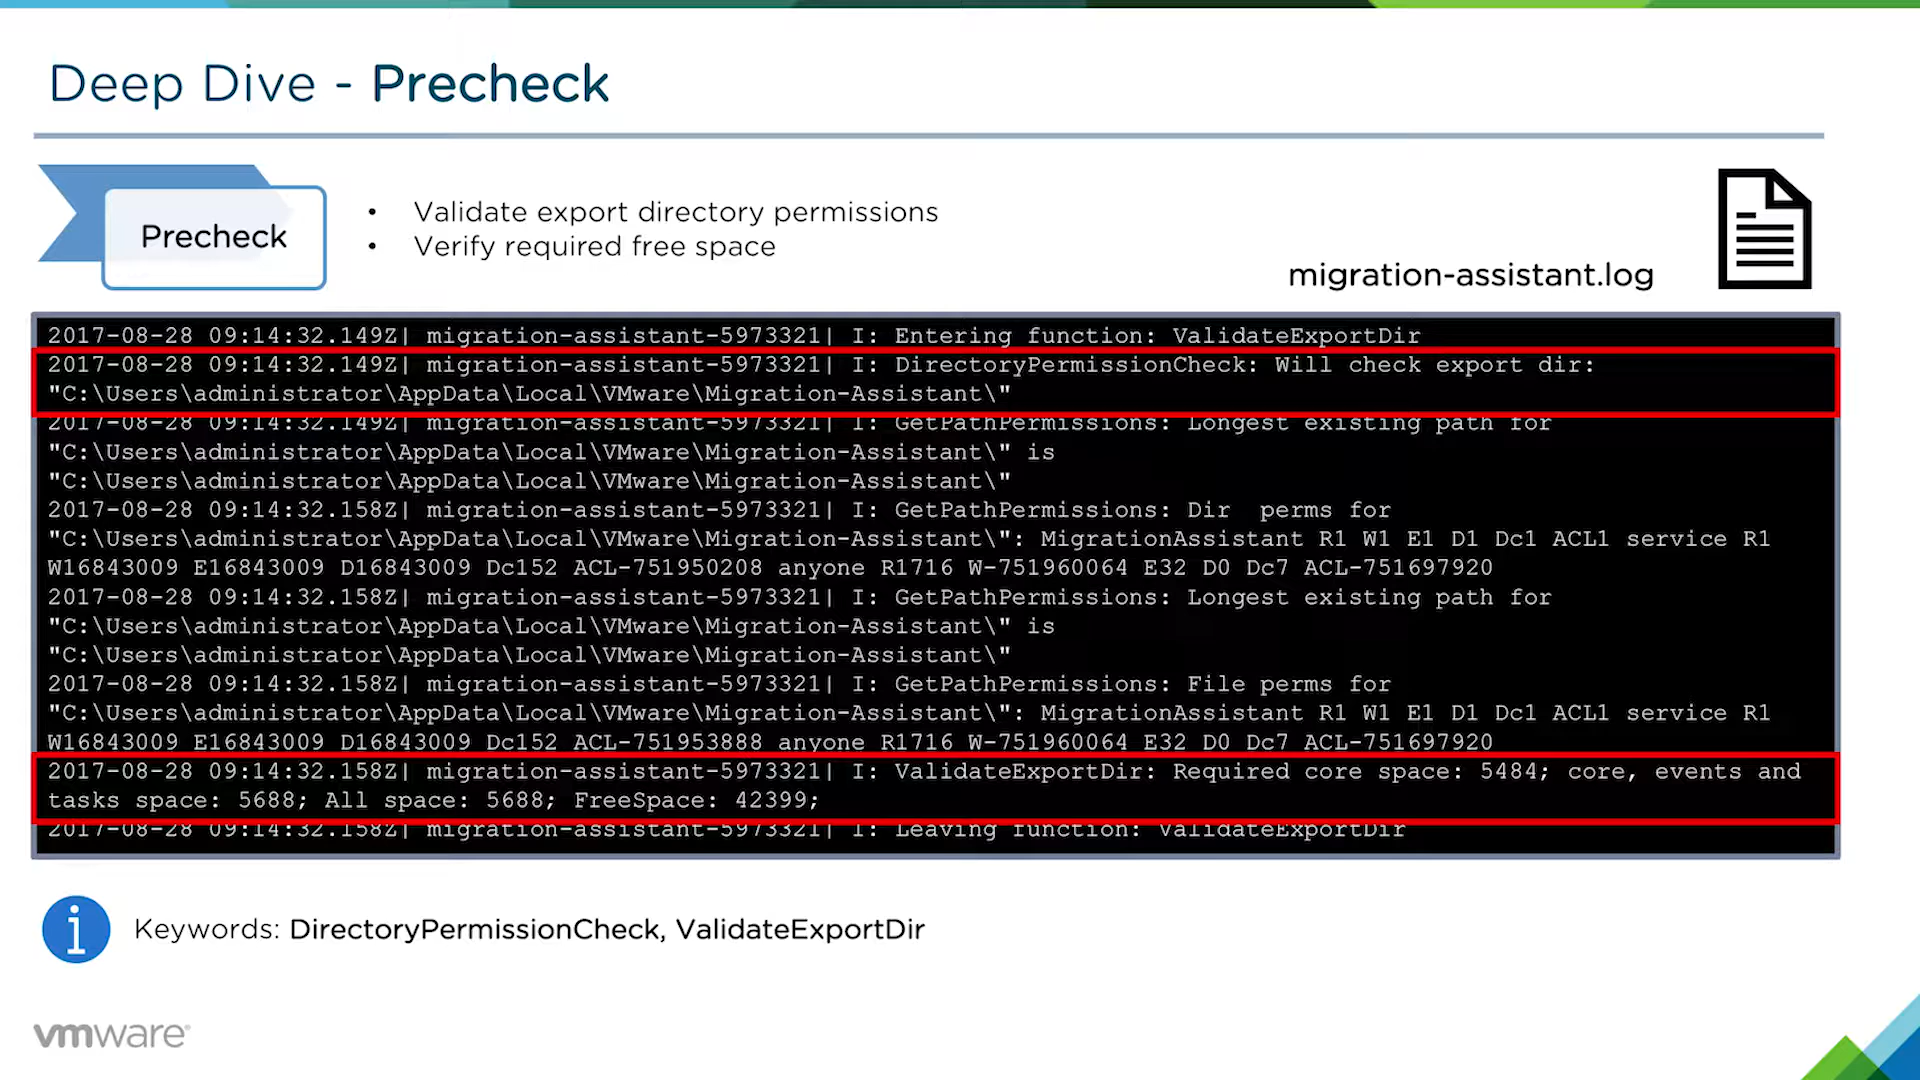 Deep Dive - Precheck
Precheck
• Validate export directory permissions
• Verify required free space
migration-assistant.log
2017-08-28 09:14:32.149Z| migration-assistant-5973321| I: Entering function: ValidateExportDir
2017-08-28 09:14:32.149Z| migration-assistant-5973321| I: DirectoryPermissionCheck: Will check export dir:
"C:\Users\administrator\AppData\Local\VMware\Migration-Assistant\"
2017-08-28 09:14:32.149Z| migration-assistant-5973321| I: GetPathPermissions: Longest existing path for
"C:\Users\administrator\AppData\Local\VMware\Migration-Assistant\" is
"C:\Users\administrator\AppData\Local\VMware\Migration-Assistant\"
2017-08-28 09:14:32.158Z| migration-assistant-5973321| I: GetPathPermissions: Dir  perms for
"C:\Users\administrator\AppData\Local\VMware\Migration-Assistant\": MigrationAssistant R1 W1 E1 D1 Dc1 ACL1 service R1
W16843009 E16843009 D16843009 Dc152 ACL-751950208 anyone R1716 W-751960064 E32 D0 Dc7 ACL-751697920
2017-08-28 09:14:32.158Z| migration-assistant-5973321| I: GetPathPermissions: Longest existing path for
"C:\Users\administrator\AppData\Local\VMware\Migration-Assistant\" is
"C:\Users\administrator\AppData\Local\VMware\Migration-Assistant\"
2017-08-28 09:14:32.158Z| migration-assistant-5973321| I: GetPathPermissions: File perms for
"C:\Users\administrator\AppData\Local\VMware\Migration-Assistant\": MigrationAssistant R1 W1 E1 D1 Dc1 ACL1 service R1
W16843009 E16843009 D16843009 Dc152 ACL-751953888 anyone R1716 W-751960064 E32 D0 Dc7 ACL-751697920
2017-08-28 09:14:32.158Z| migration-assistant-5973321| I: ValidateExportDir: Required core space: 5484; core, events and
tasks space: 5688; All space: 5688; FreeSpace: 42399;
2017-08-28 09:14:32.158Z| migration-assistant-5973321| I: Leaving function: ValidateExportDir
Keywords: DirectoryPermissionCheck, ValidateExportDir
vmware